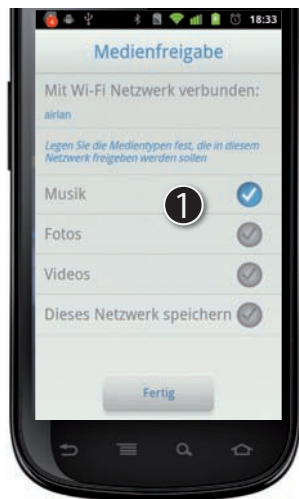 18:33
Medienfreigabe
Mit Wi-Fi Netzwerk verbunden:
airlan
Legen Sie die Medientypen fest, die in diesem
Netzwerk freigeben werden sollen
Musik
1
Fotos
Videos
Dieses Netzwerk speichern
Fertig